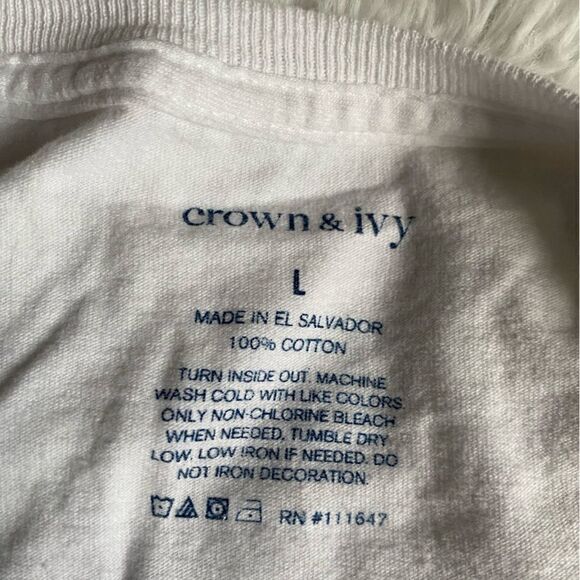 crown & ivy
L
MADE IN EL SALVADOR
100% COTTON
TURN INSIDE OUT. MACHINE
WASH COLD WITH LIKE COLORS.
ONLY NON-CHLORINE BLEACH
WHEN NEEDED. TUMBLE DRY
LOW. LOW IRON IF NEEDED. DO
NOT IRON DECORATION.
RN #111647